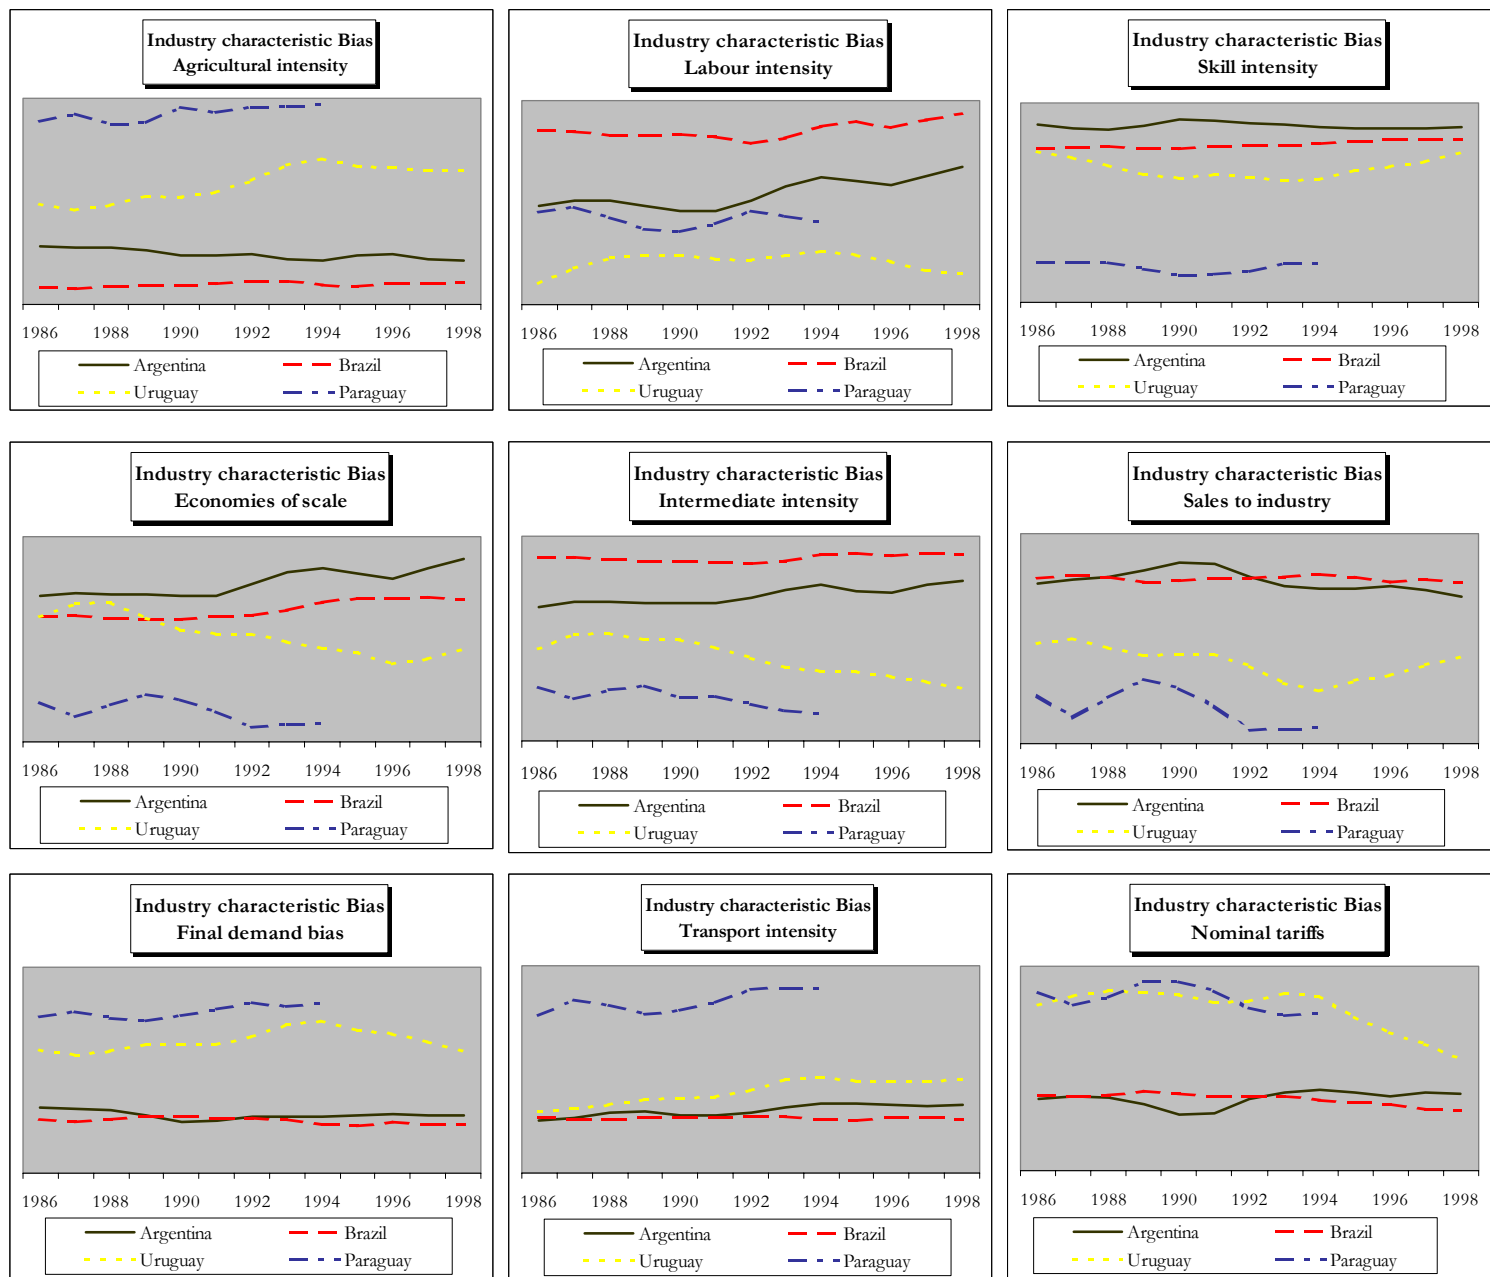 Industry characteristic Bias
Agricultural intensity
1986 1988 1990 1992 1994 1996 1998
Argentina Brazil
Uruguay Paraguay
Industry characteristic Bias
Labour intensity
1986 1988 1990 1992 1994 1996 1998
Argentina Brazil
Uruguay Paraguay
Industry characteristic Bias
Skill intensity
1986 1988 1990 1992 1994 1996 1998
Argentina Brazil
Uruguay Paraguay
Industry characteristic Bias
Economies of scale
1986 1988 1990 1992 1994 1996 1998
Argentina Brazil
Uruguay Paraguay
Industry characteristic Bias
Intermediate intensity
1986 1988 1990 1992 1994 1996 1998
Argentina Brazil
Uruguay Paraguay
Industry characteristic Bias
Sales to industry
1986 1988 1990 1992 1994 1996 1998
Argentina Brazil
Uruguay Paraguay
Industry characteristic Bias
Final demand bias
1986 1988 1990 1992 1994 1996 1998
Argentina Brazil
Uruguay Paraguay
Industry characteristic Bias
Transport intensity
1986 1988 1990 1992 1994 1996 1998
Argentina Brazil
Uruguay Paraguay
Industry characteristic Bias
Nominal tariffs
1986 1988 1990 1992 1994 1996 1998
Argentina Brazil
Uruguay Paraguay